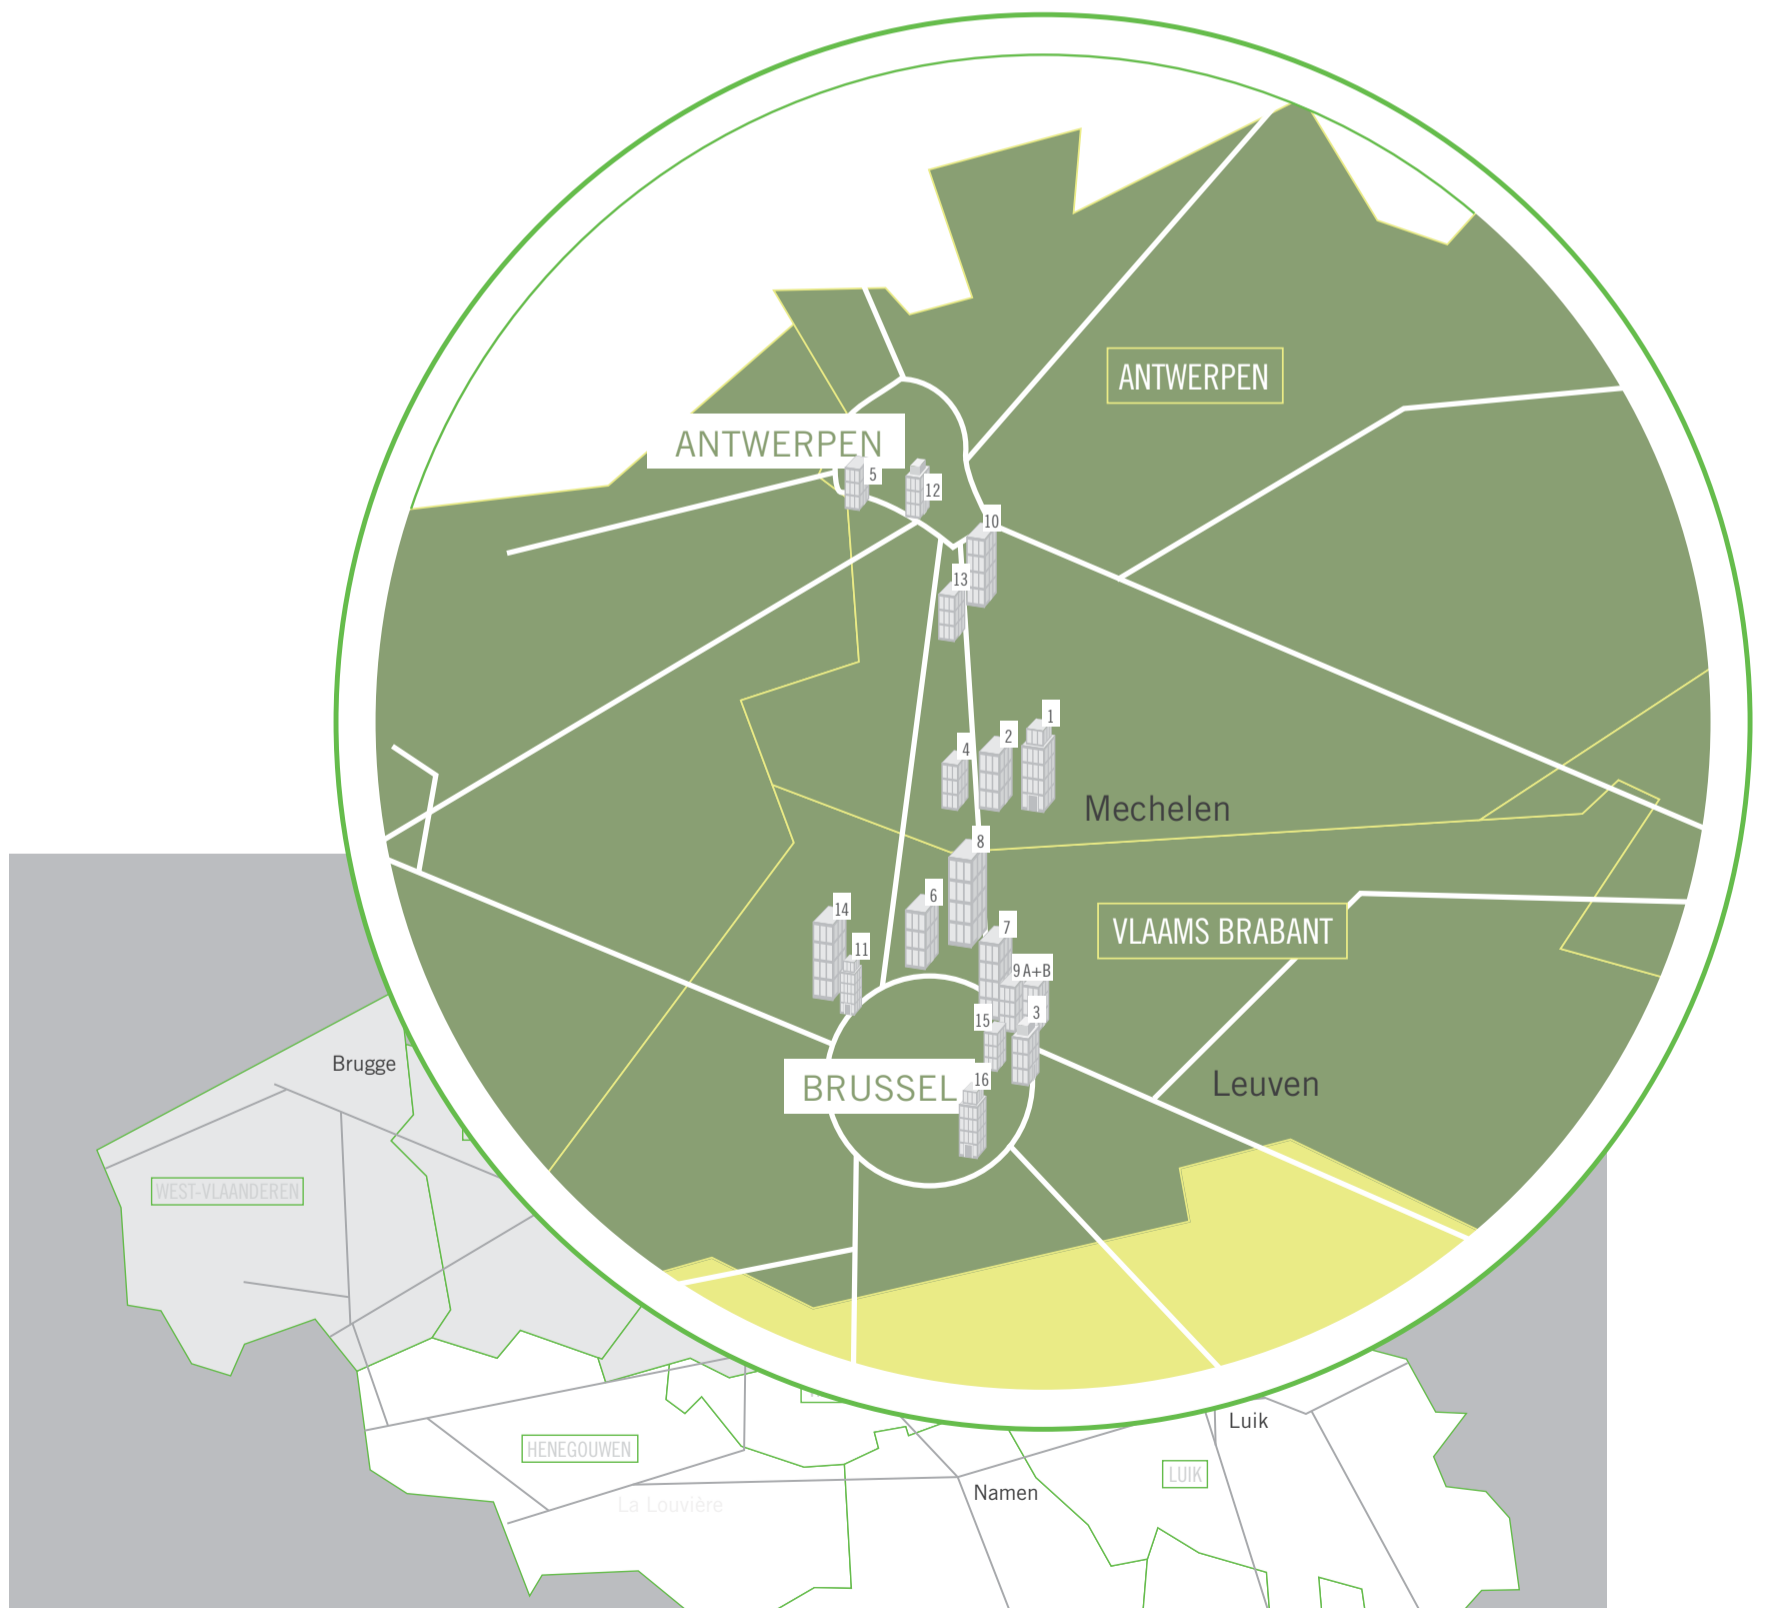 ANTWERPEN
ANTWERPEN
5
12
10
13
1
2
4
Mechelen
8
6
14
7
VLAAMS BRABANT
11
9 A+B
3
15
BRUSSEL
16
Leuven
Brugge
WEST-VLAANDEREN
Luik
HENEGOUWEN
LUIK
Namen
La Louvière